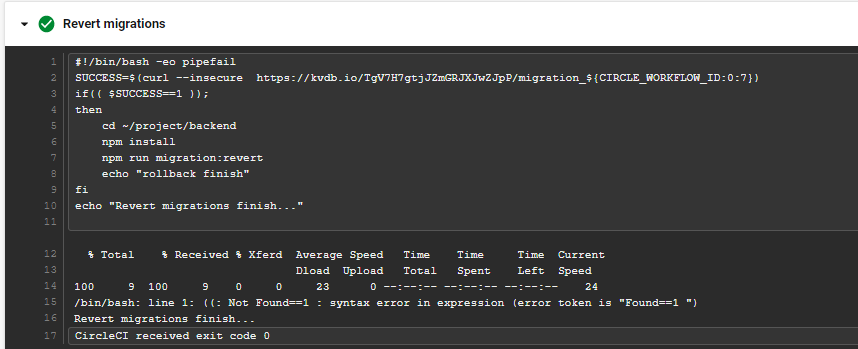 Revert migrations
1 #!/bin/bash -eo pipefail
2 SUCCESS=$(curl --insecure  https://kvdb.io/TgV7H7gtjJZmGRJXJwZJpP/migration_${CIRCLE_WORKFLOW_ID:0:7})
3 if(( $SUCCESS==1 ));
4 then
5     cd ~/project/backend
6     npm install
7     npm run migration:revert
8     echo "rollback finish"
9 fi
10 echo "Revert migrations finish..."
11
12   % Total    % Received % Xferd  Average Speed   Time    Time     Time  Current
13                                  Dload  Upload   Total   Spent    Left  Speed
14 100     9  100     9    0     0     23      0 --:--:-- --:--:-- --:--:--    24
15 /bin/bash: line 1: ((: Not Found==1 : syntax error in expression (error token is "Found==1 ")
16 Revert migrations finish...
17 CircleCI received exit code 0